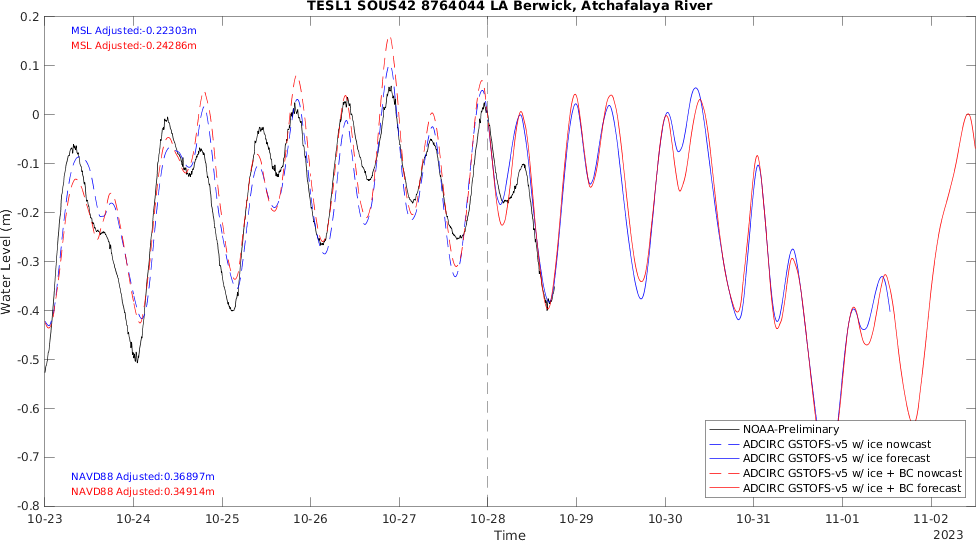 TESL1 SOUS42 8764044 LA Berwick, Atchafalaya River
MSL Adjusted:-0.22303m
MSL Adjusted:-0.24286m
0.2
0.1
0
-0.1
-0.2
-0.3
-0.4
-0.5
-0.6
-0.7
-0.8
Water Level (m)
NAVD88 Adjusted:0.36897m
NAVD88 Adjusted:0.34914m
NOAA-Preliminary
ADCIRC GSTOFS-v5 w/ ice nowcast
ADCIRC GSTOFS-v5 w/ ice forecast
ADCIRC GSTOFS-v5 w/ ice + BC nowcast
ADCIRC GSTOFS-v5 w/ ice + BC forecast
10-23 10-24 10-25 10-26 10-27 10-28 10-29 10-30 10-31 11-01 11-02
Time
2023